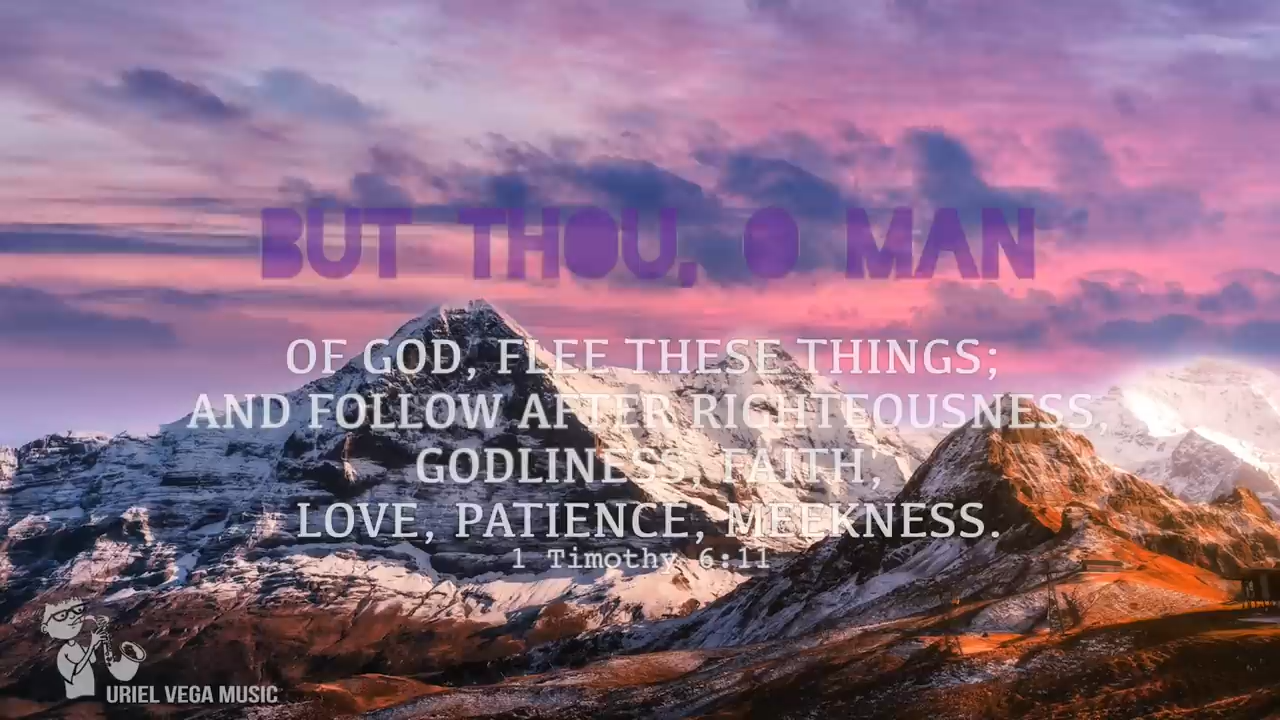 BUT THOU, O MAN
OF GOD, FLEE THESE THINGS;
AND FOLLOW AFTER RIGHTEOUSNESS,
GODLINESS, FAITH,
LOVE, PATIENCE, MEEKNESS.
1 Timothy 6:11
URIEL VEGA MUSIC